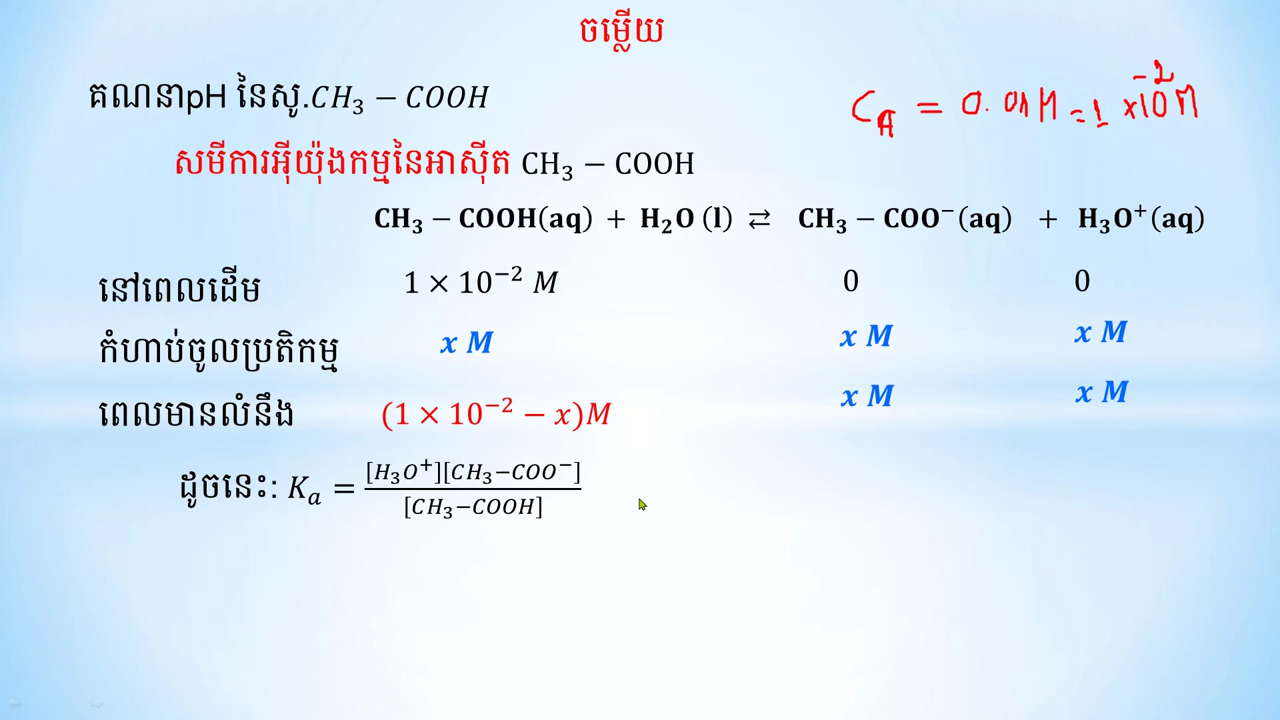 ចម្លើយ
គណនាpH នៃសូ.CH₃ − COOH
C_A = 0.01M = 1 ×10⁻² M
សមីការអ៊ីយ៉ុងកម្មនៃអាស៊ីត CH₃ − COOH
CH₃ − COOH(aq) + H₂O (l) ⇄ CH₃ − COO⁻(aq) + H₃O⁺(aq)
នៅពេលដើម 1 × 10⁻² M 0 0
កំហាប់ចូលប្រតិកម្ម x M x M x M
ពេលមានលំនឹង (1 × 10⁻² − x)M x M x M
ដូចនេះ: Kₐ = [H₃O⁺][CH₃−COO⁻] / [CH₃−COOH]